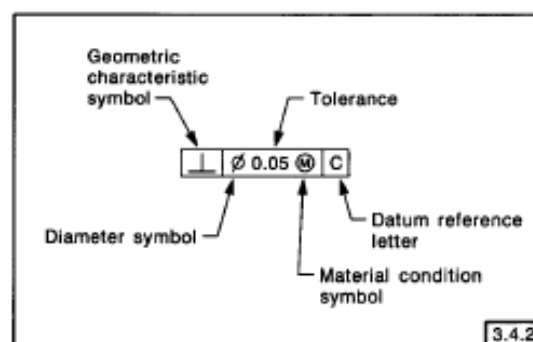 Geometric
characteristic
symbol
Tolerance
⊥ Ø 0.05 Ⓜ C
Diameter symbol
Datum reference
letter
Material condition
symbol
3.4.2